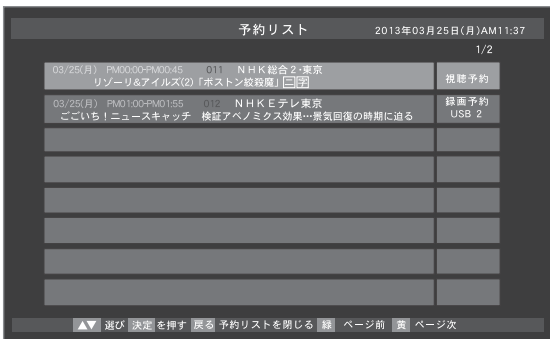 予約リスト 2013年03月25日(月)AM11:37
1/2
03/25(月) PM00:00-PM00:45 011 NHK総合2・東京
リゾーリ&アイルズ(2)「ボストン絞殺魔」二字
視聴予約
03/25(月) PM01:00-PM01:55 012 NHKEテレ東京
ごごいち!ニュースキャッチ 検証アベノミクス効果…景気回復の時期に迫る
録画予約
USB 2
▲▼ 選び 決定 を押す 戻る 予約リストを閉じる 緑 ページ前 黄 ページ次